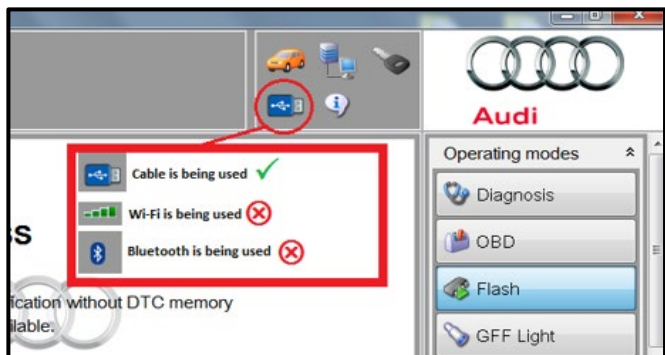 Audi
Operating modes
Cable is being used
Wi-Fi is being used
Bluetooth is being used
Diagnosis
OBD
Flash
GFF Light
ss
ification without DTC memory
ilable.